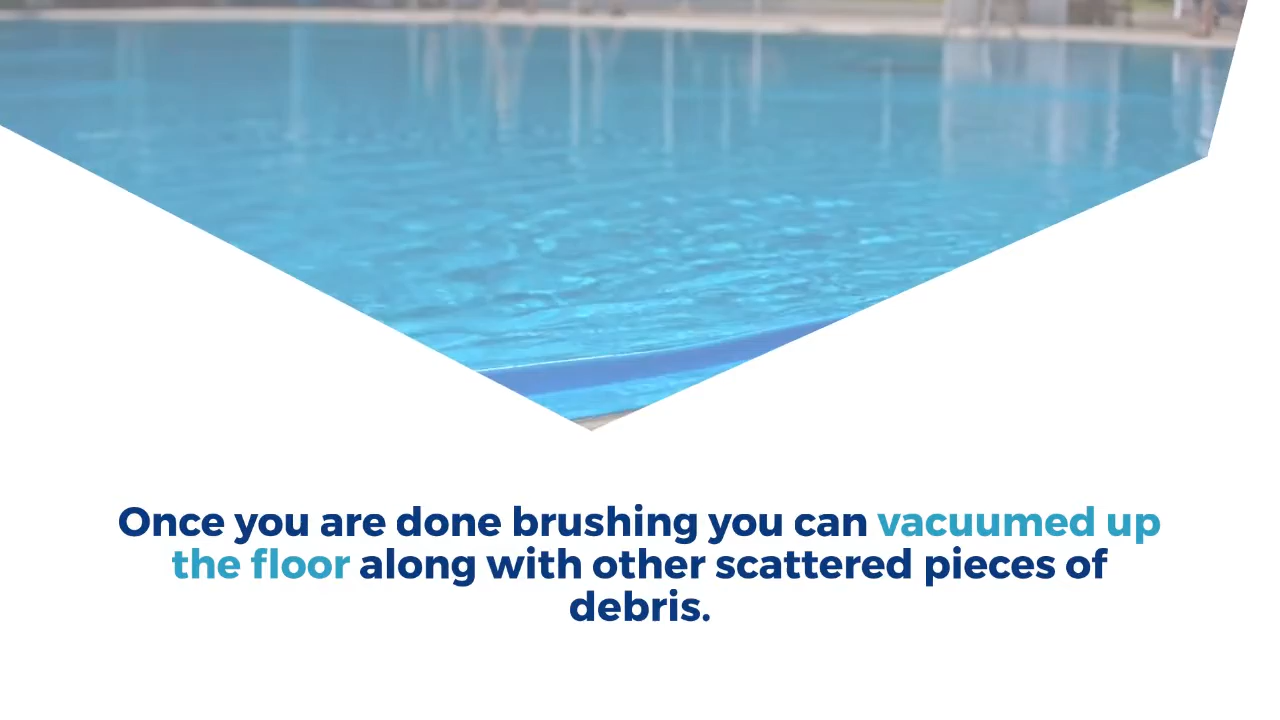 Once you are done brushing you can vacuumed up
the floor along with other scattered pieces of
debris.